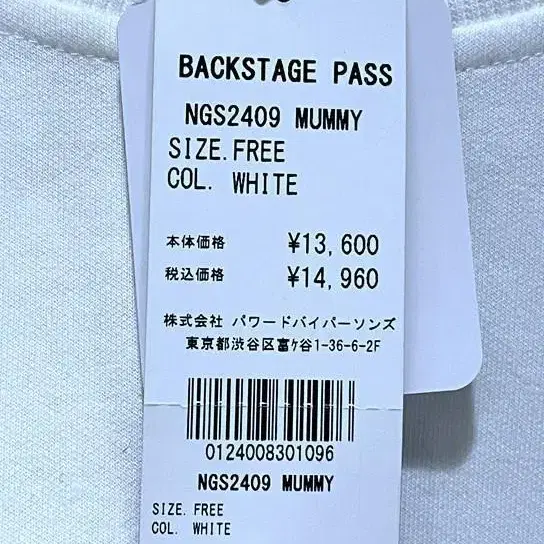 BACKSTAGE PASS
NGS2409 MUMMY
SIZE.FREE
COL. WHITE
本体価格 ¥13,600
税込価格 ¥14,960
株式会社 パワードバイパーソンズ
東京都渋谷区富ケ谷1-36-6-2F
0124008301096
NGS2409 MUMMY
SIZE. FREE
COL. WHITE